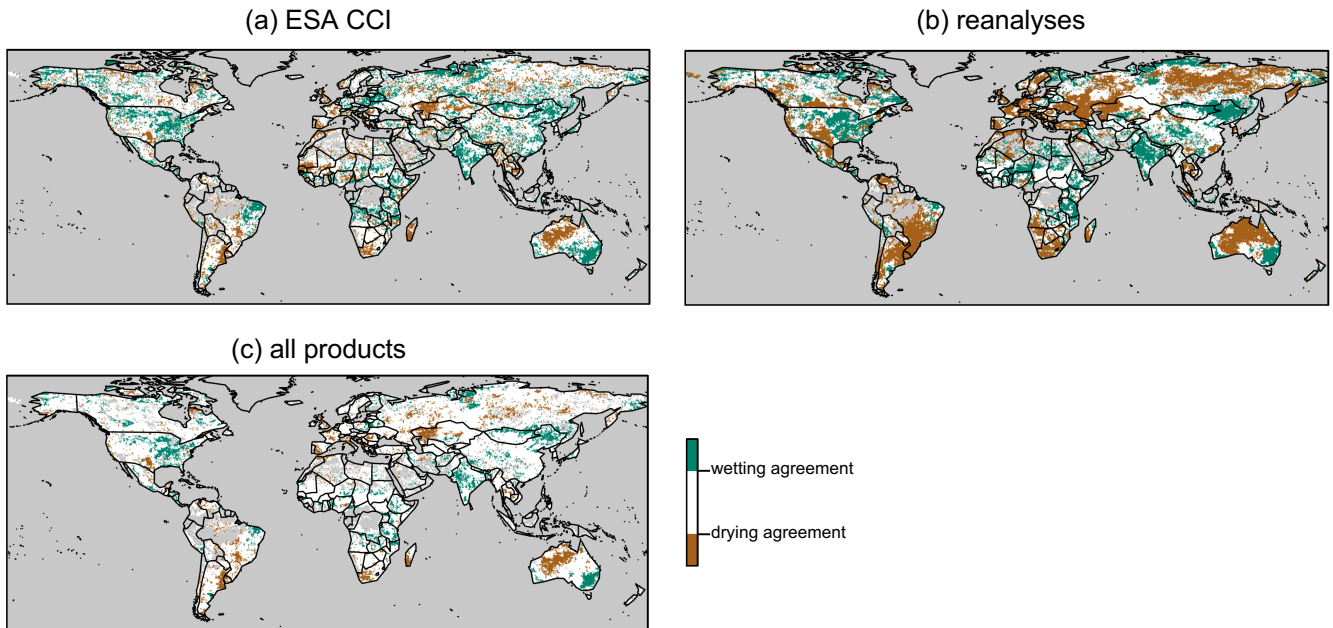 (a) ESA CCI
(b) reanalyses
(c) all products
wetting agreement
drying agreement